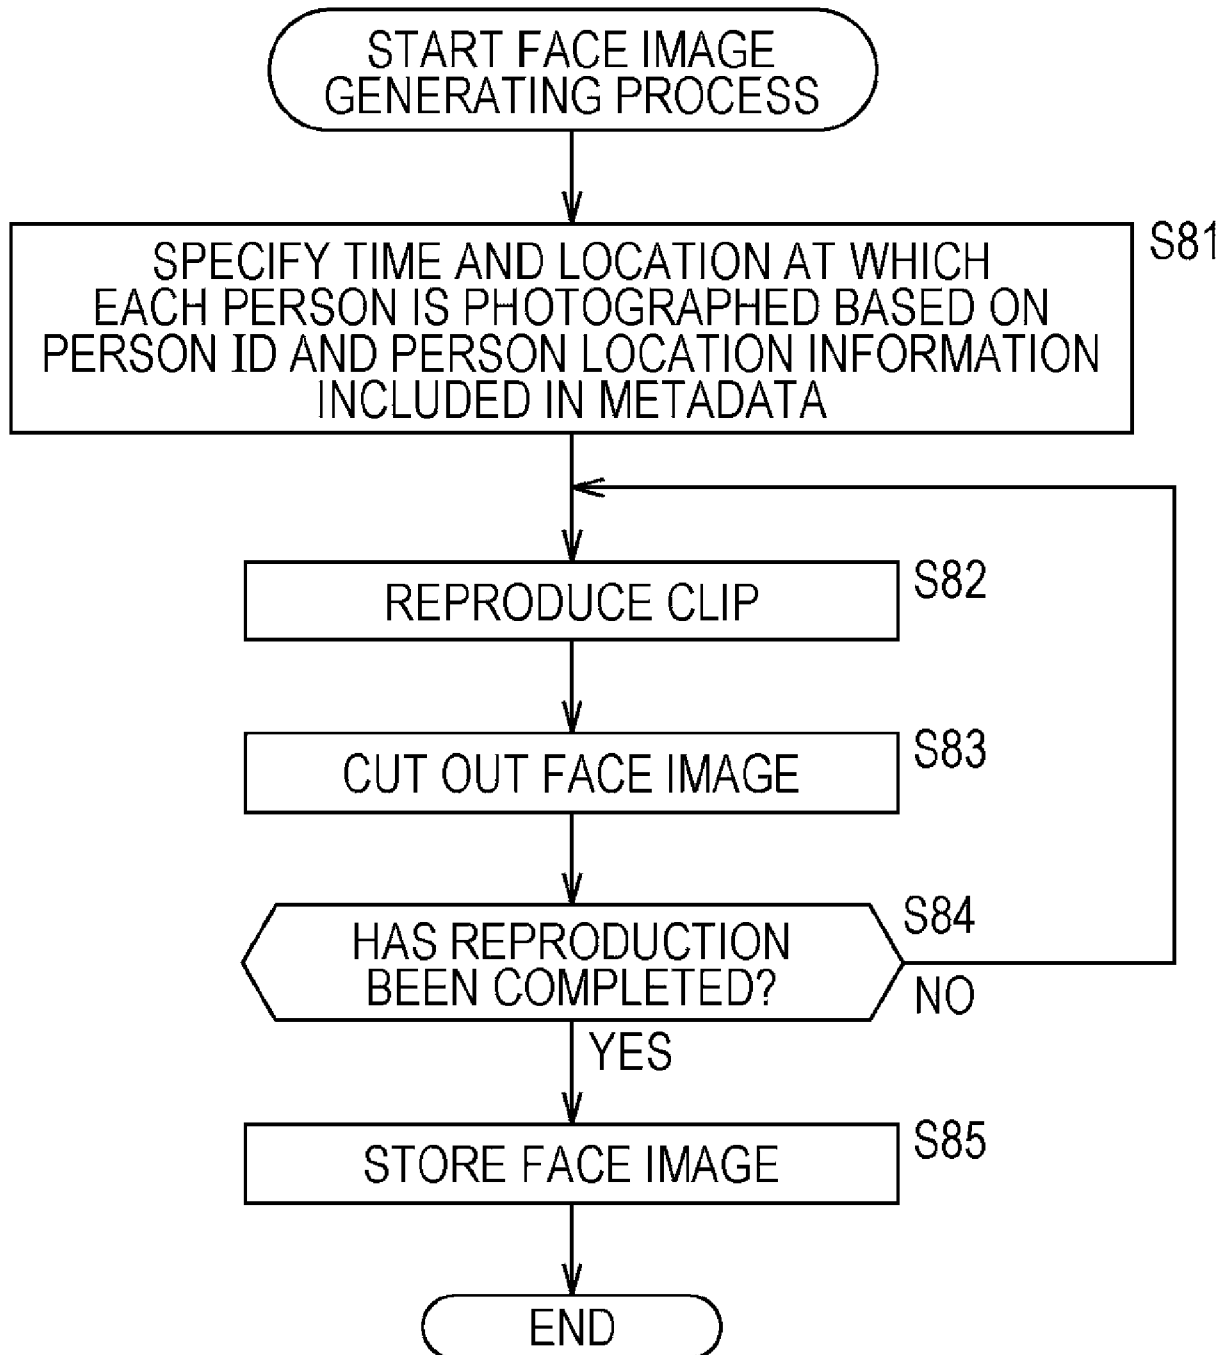 START FACE IMAGE
GENERATING PROCESS
SPECIFY TIME AND LOCATION AT WHICH
EACH PERSON IS PHOTOGRAPHED BASED ON
PERSON ID AND PERSON LOCATION INFORMATION
INCLUDED IN METADATA
S81
REPRODUCE CLIP
S82
CUT OUT FACE IMAGE
S83
HAS REPRODUCTION
BEEN COMPLETED?
S84
NO
YES
STORE FACE IMAGE
S85
END